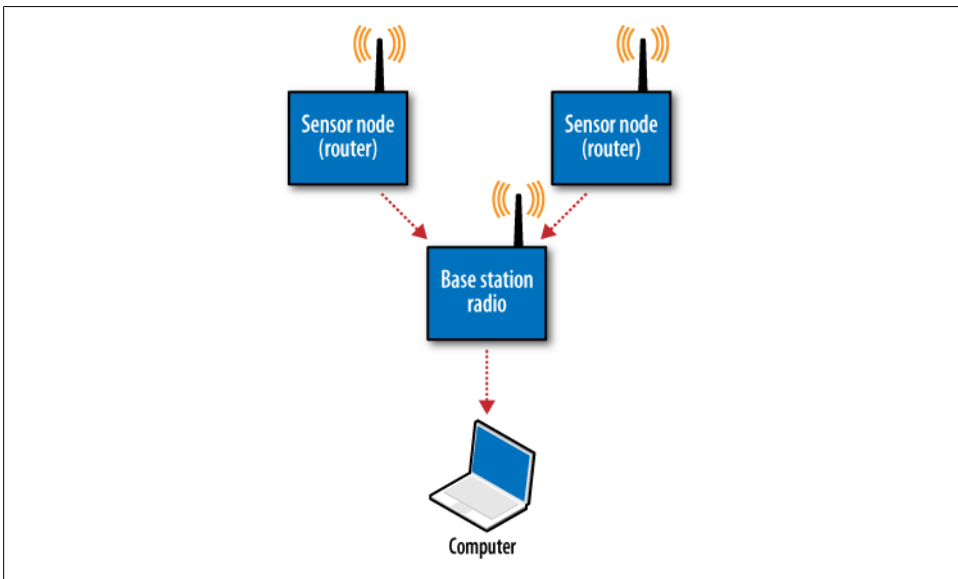 Sensor node
(router)
Sensor node
(router)
Base station
radio
Computer